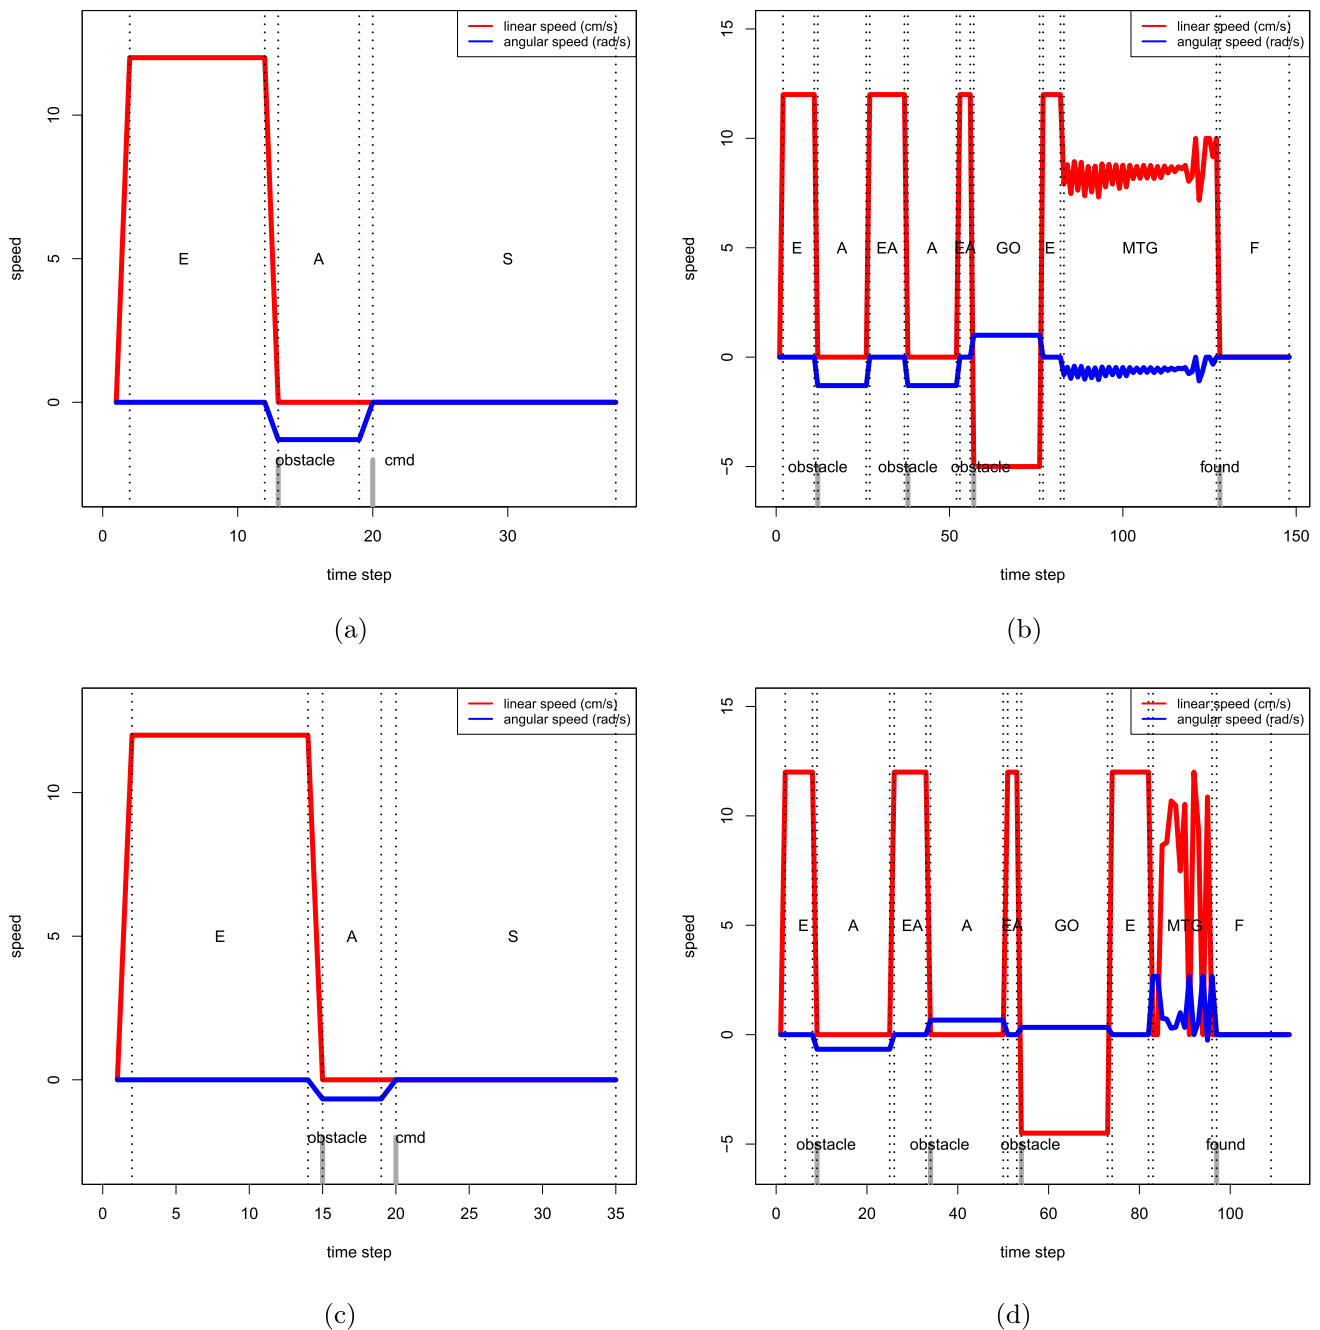 linear speed (cm/s)
angular speed (rad/s)
10
5
0
speed
E A S
obstacle cmd
0 10 20 30
time step
(a)
linear speed (cm/s)
angular speed (rad/s)
15
10
5
0
−5
speed
E A EA A EA GO E MTG F
obstacle obstacle obstacle found
0 50 100 150
time step
(b)
linear speed (cm/s)
angular speed (rad/s)
10
5
0
speed
E A S
obstacle cmd
0 5 10 15 20 25 30 35
time step
(c)
linear speed (cm/s)
angular speed (rad/s)
15
10
5
0
−5
speed
E A EA A EA GO E MTG F
obstacle obstacle obstacle found
0 20 40 60 80 100
time step
(d)